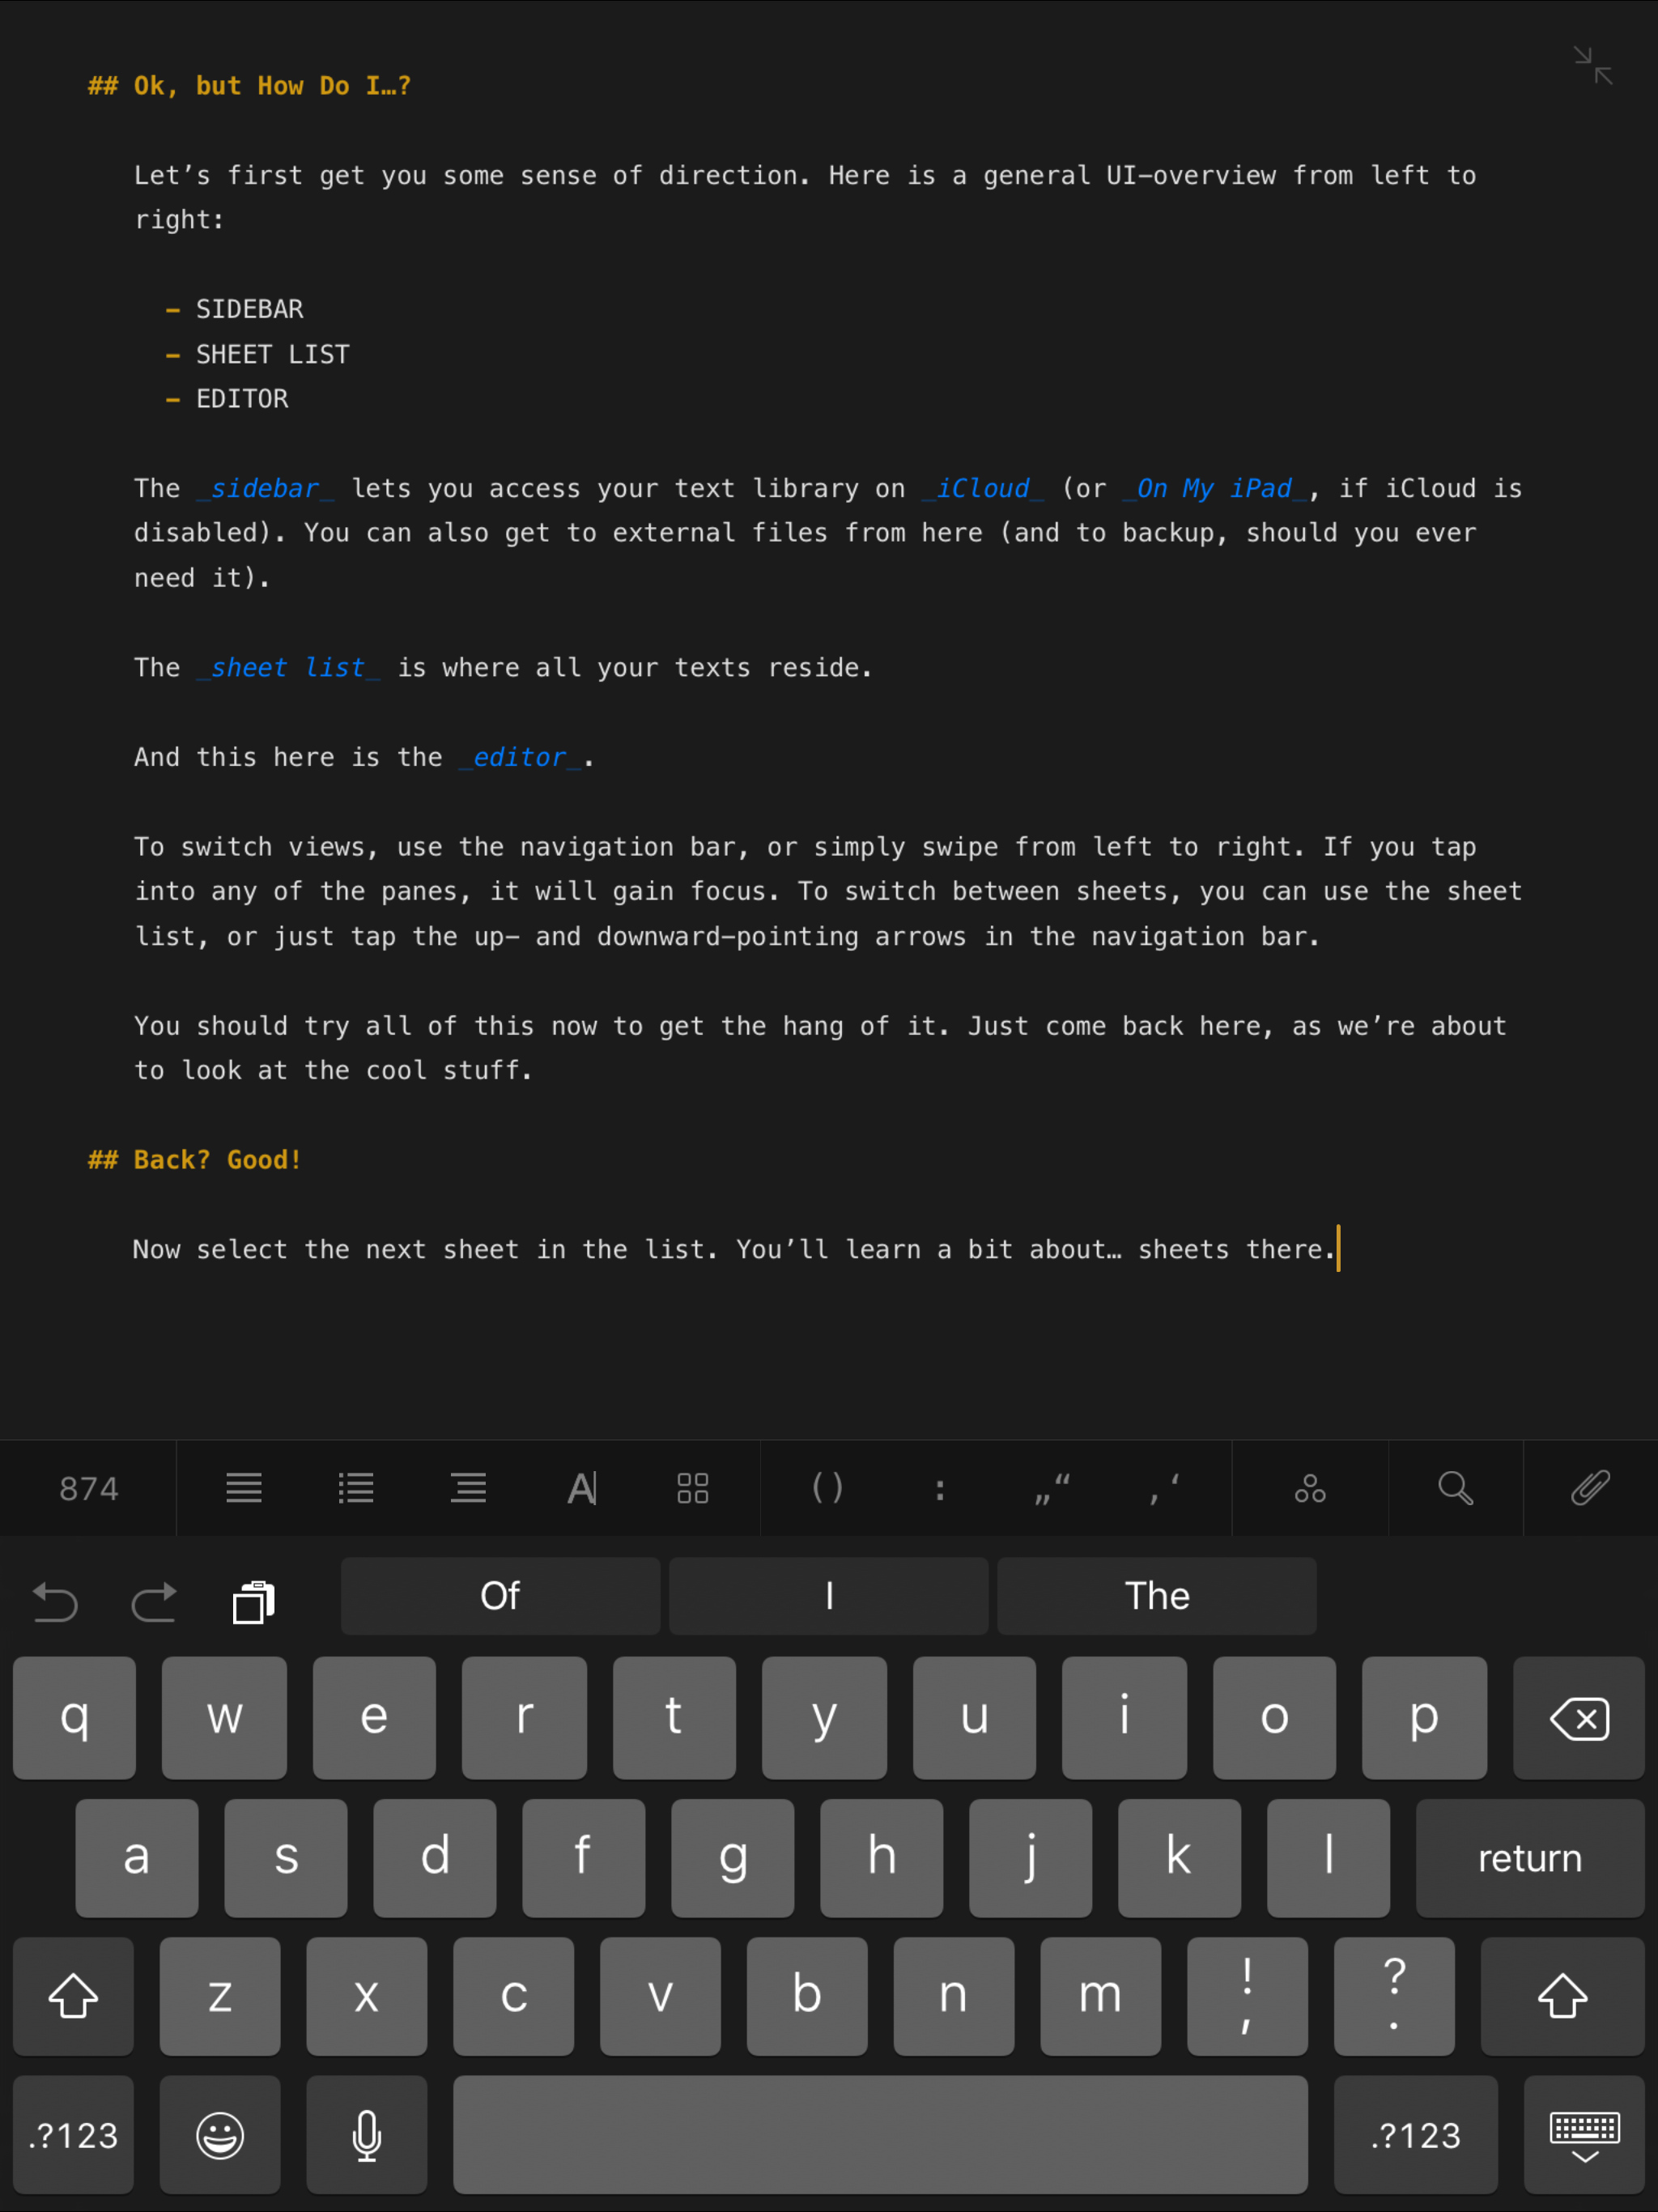 ## Ok, but How Do I…?
Let’s first get you some sense of direction. Here is a general UI-overview from left to
right:
- SIDEBAR
- SHEET LIST
- EDITOR
The _sidebar_ lets you access your text library on _iCloud_ (or _On My iPad_, if iCloud is
disabled). You can also get to external files from here (and to backup, should you ever
need it).
The _sheet list_ is where all your texts reside.
And this here is the _editor_.
To switch views, use the navigation bar, or simply swipe from left to right. If you tap
into any of the panes, it will gain focus. To switch between sheets, you can use the sheet
list, or just tap the up- and downward-pointing arrows in the navigation bar.
You should try all of this now to get the hang of it. Just come back here, as we’re about
to look at the cool stuff.
## Back? Good!
Now select the next sheet in the list. You’ll learn a bit about… sheets there.
874 A () : „“ ‚‘
Of I The
q w e r t y u i o p
a s d f g h j k l return
z x c v b n m ! , ? .
.?123 .?123